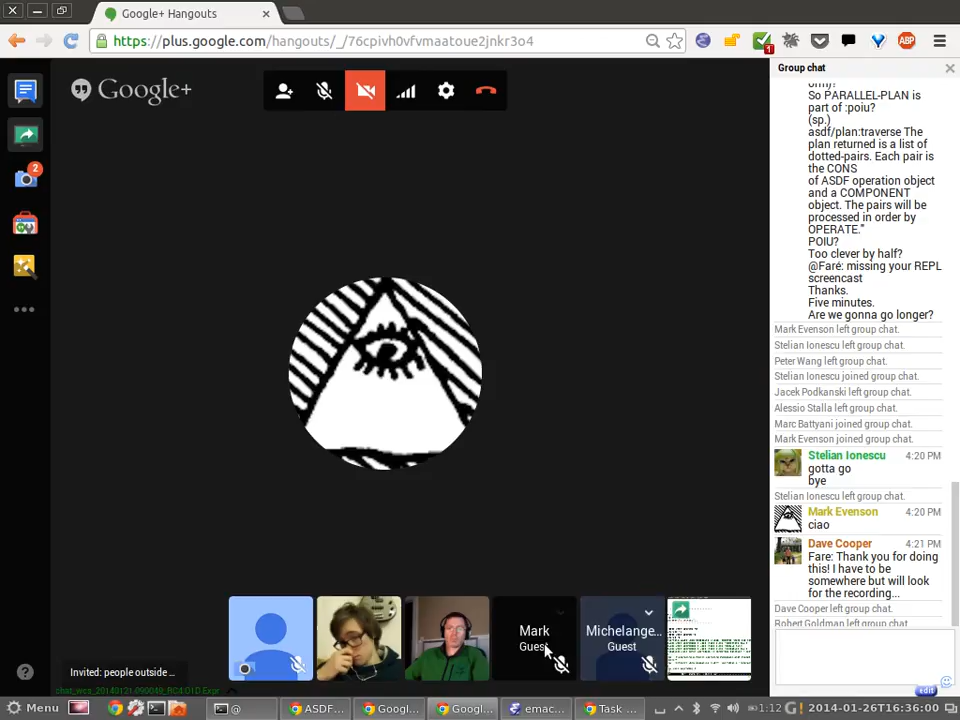 Google+ Hangouts
https://plus.google.com/hangouts/_/76cpivh0vfvmaatoue2jnkr3o4
1
ABP
Google+
2
Group chat
orm)?
So PARALLEL-PLAN is
part of :poiu?
(sp.)
asdf/plan:traverse The
plan returned is a list of
dotted-pairs. Each pair is
the CONS
of ASDF operation object
and a COMPONENT
object. The pairs will be
processed in order by
OPERATE."
POIU?
Too clever by half?
@Faré: missing your REPL
screencast
Thanks.
Five minutes.
Are we gonna go longer?
Mark Evenson left group chat.
Stelian Ionescu left group chat.
Peter Wang left group chat.
Stelian Ionescu joined group chat.
Jacek Podkanski left group chat.
Alessio Stalla left group chat.
Marc Battyani joined group chat.
Mark Evenson joined group chat.
Stelian Ionescu 4:20 PM
gotta go
bye
Stelian Ionescu left group chat.
Mark Evenson 4:20 PM
ciao
Dave Cooper 4:21 PM
Fare: Thank you for doing
this! I have to be
somewhere but will look
for the recording...
Dave Cooper left group chat.
Robert Goldman left group chat.
edit
Mark
Guest
Michelange...
Guest
Invited: people outside ...
chat_wcs_20140121.090049_RC4.01D.Expr
Menu
@
ASDF...
Googl...
Googl...
emac...
Task ...
1:12
2014-01-26T16:36:00